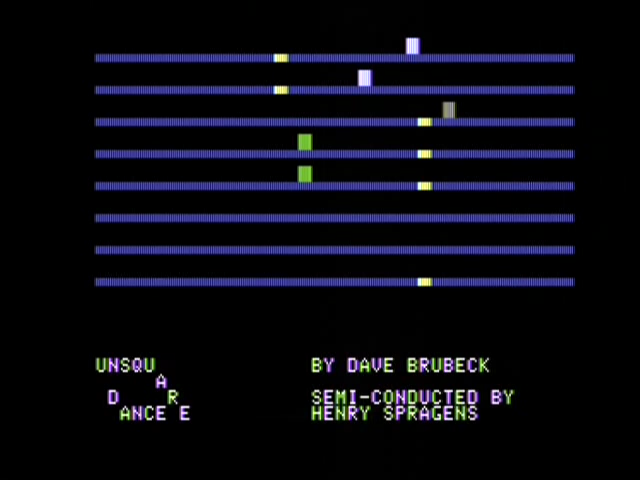 UNSQU
A
D R
ANCE E
BY DAVE BRUBECK
SEMI-CONDUCTED BY
HENRY SPRAGENS